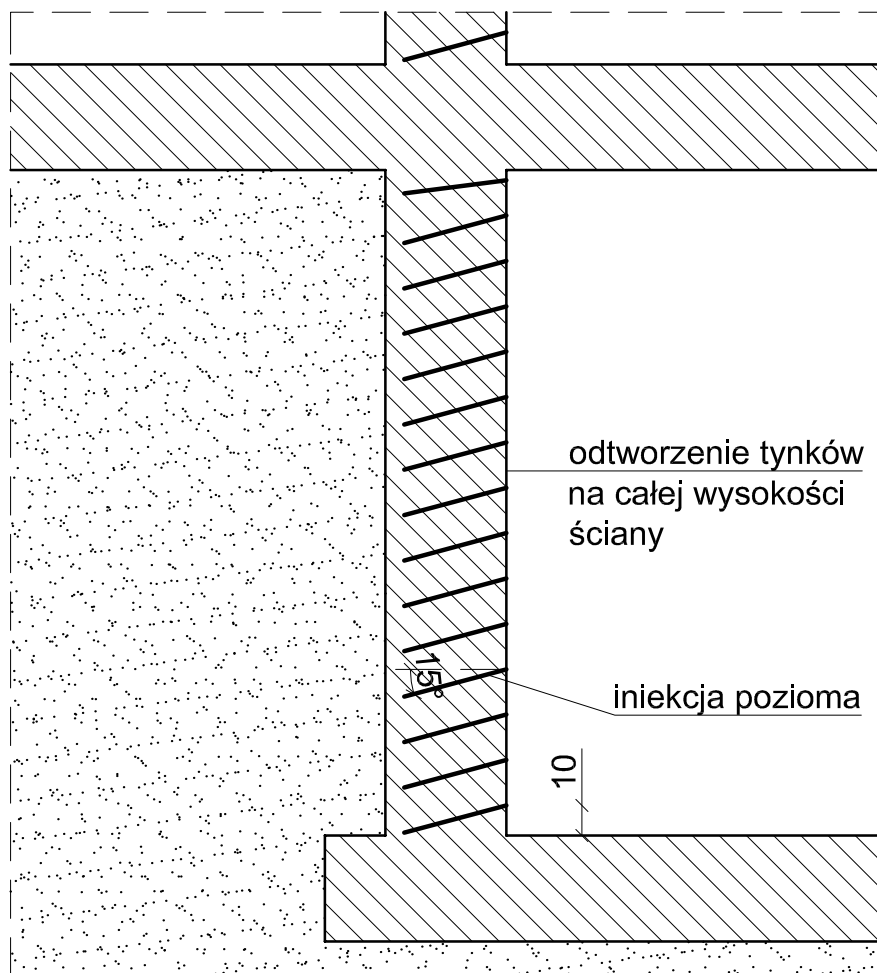 odtworzenie tynków
na całej wysokości
ściany
15°
iniekcja pozioma
10